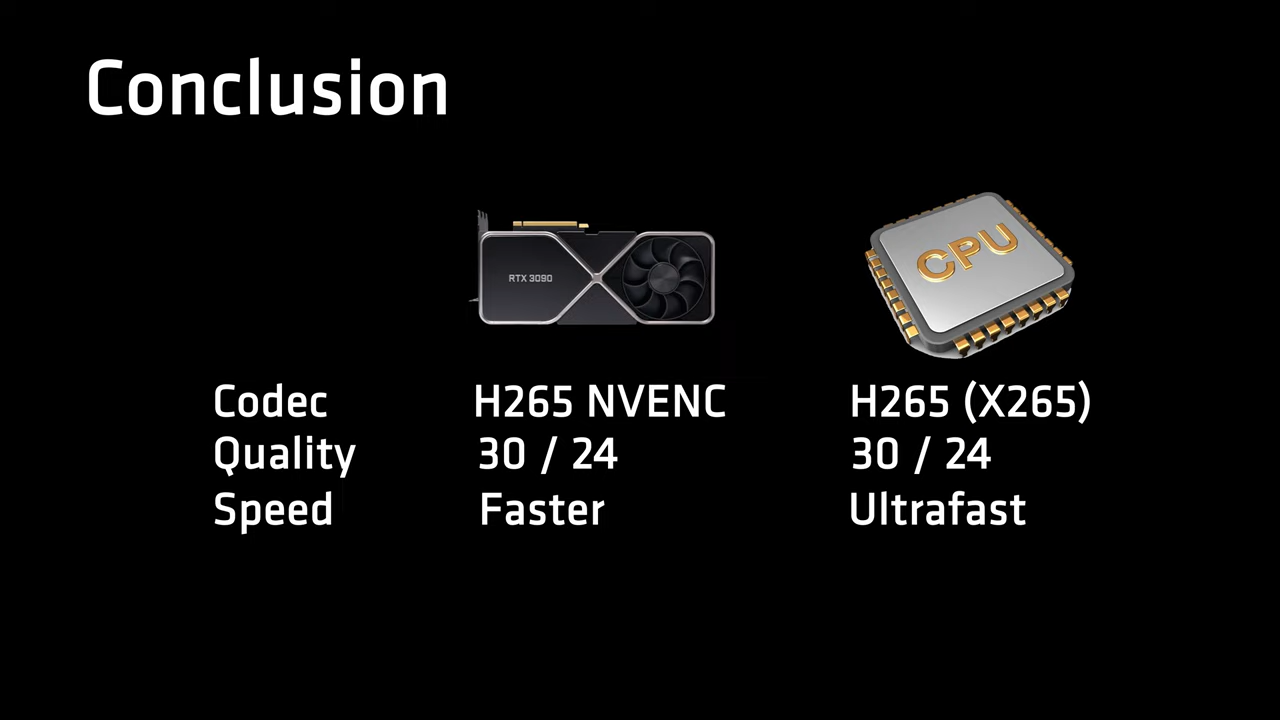 Conclusion
RTX 3090
CPU
Codec H265 NVENC H265 (X265)
Quality 30 / 24 30 / 24
Speed Faster Ultrafast